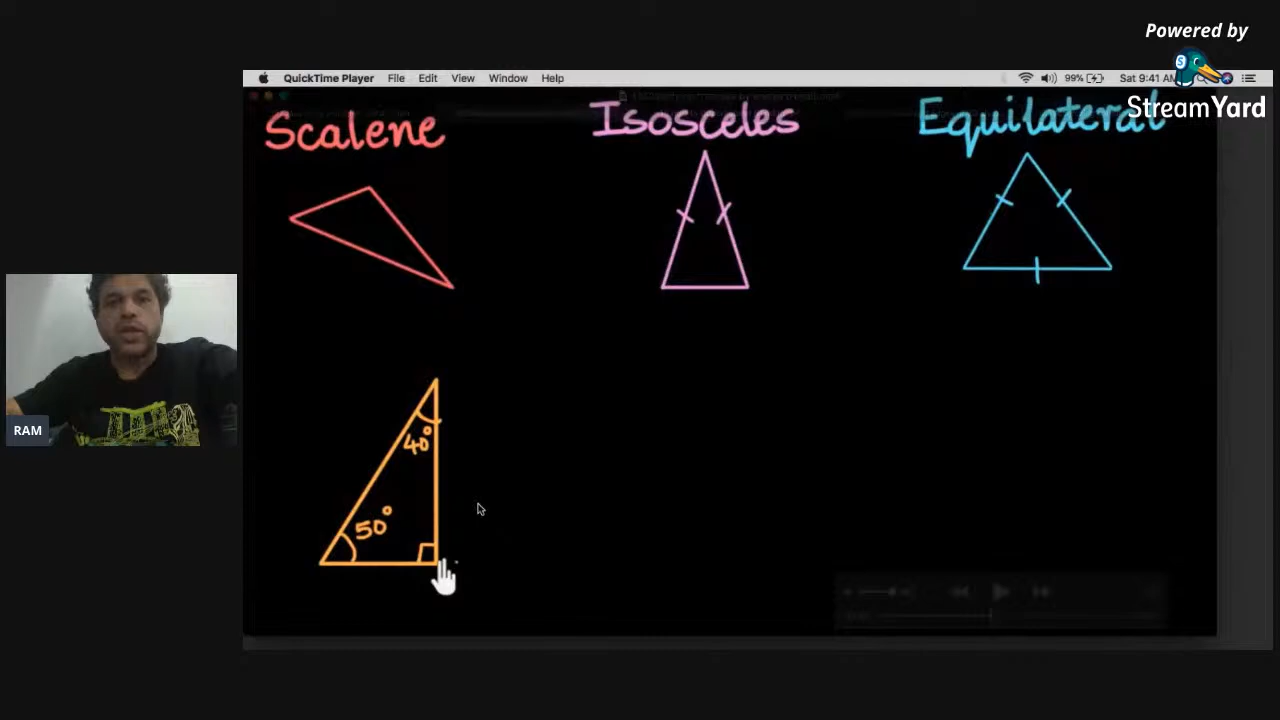 Powered by
StreamYard
QuickTime Player File Edit View Window Help
99% Sat 9:41 AM
Scalene Isosceles Equilateral
40°
50°
RAM